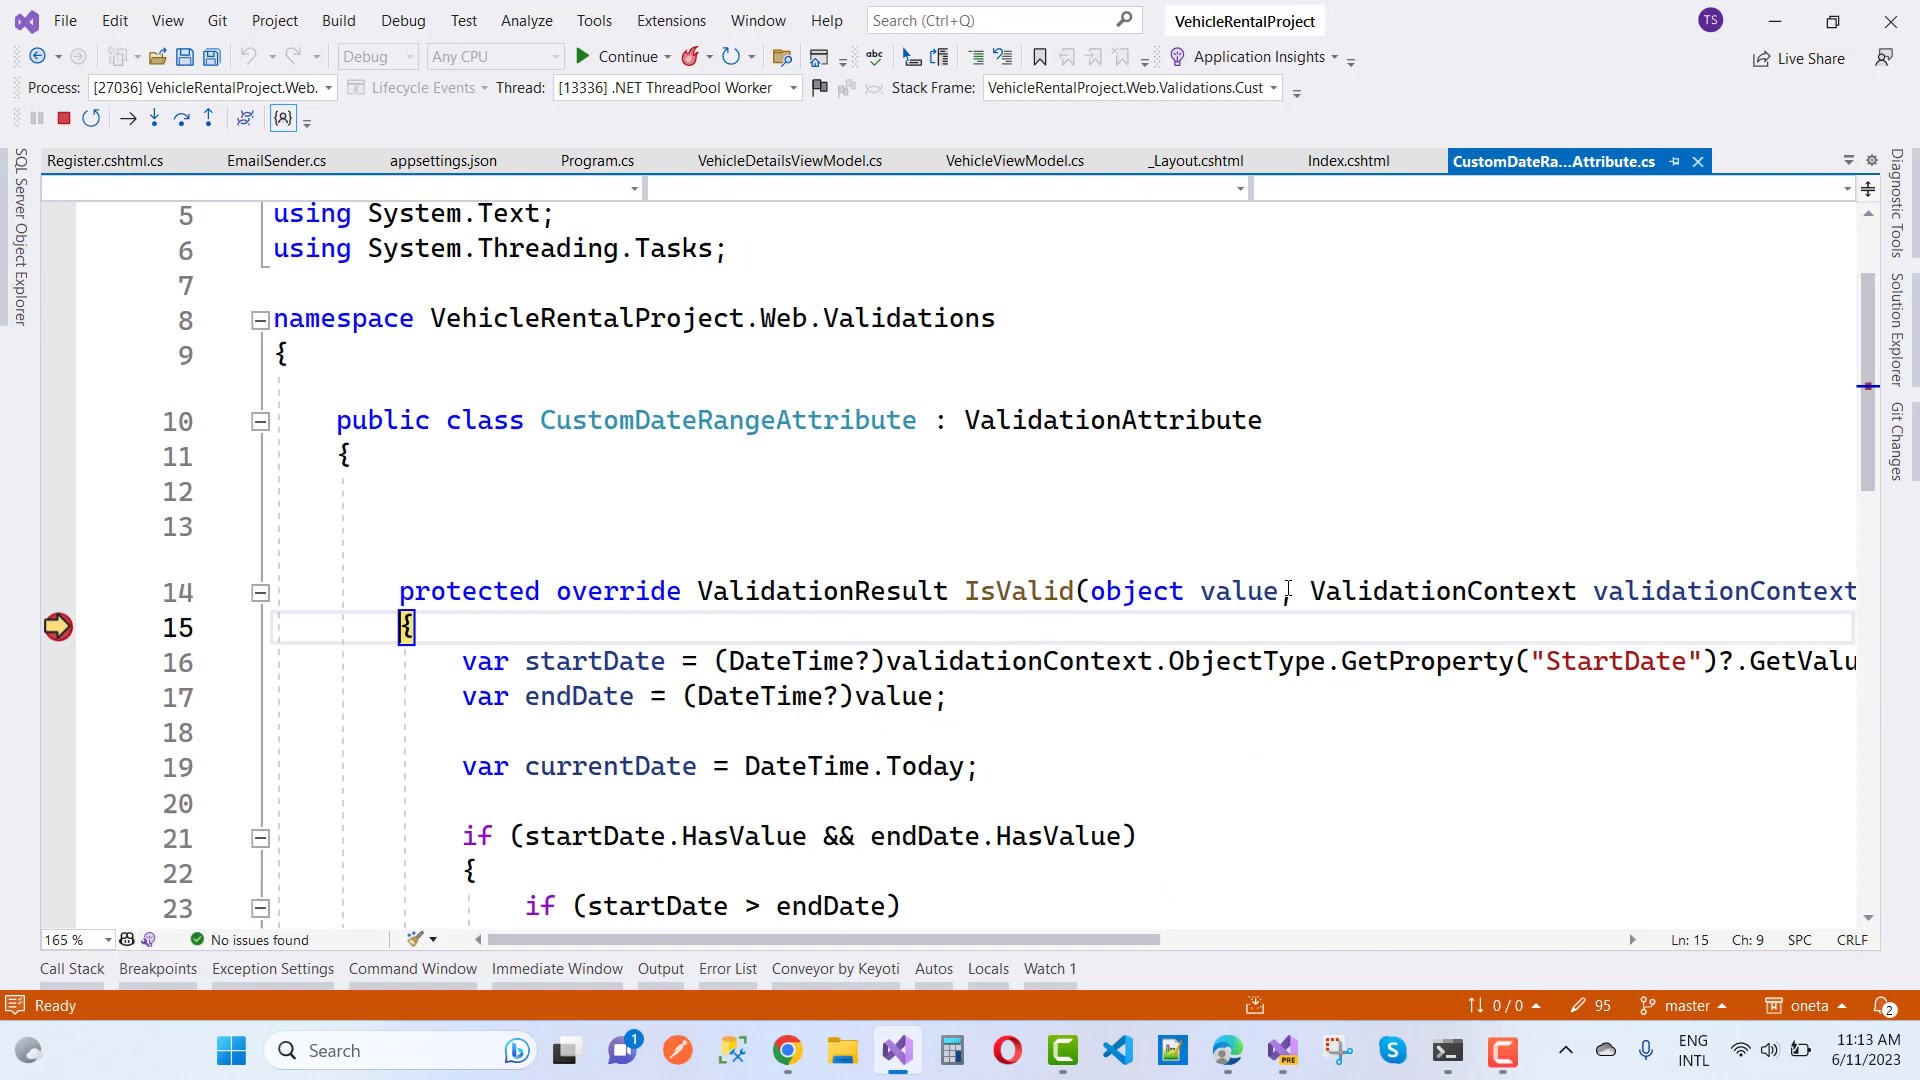 File Edit View Git Project Build Debug Test Analyze Tools Extensions Window Help Search (Ctrl+Q) VehicleRentalProject TS
Debug Any CPU Continue Application Insights Live Share
Process: [27036] VehicleRentalProject.Web. Lifecycle Events Thread: [13336] .NET ThreadPool Worker Stack Frame: VehicleRentalProject.Web.Validations.Cust
Register.cshtml.cs EmailSender.cs appsettings.json Program.cs VehicleDetailsViewModel.cs VehicleViewModel.cs _Layout.cshtml Index.cshtml CustomDateRa...Attribute.cs
SQL Server Object Explorer
Diagnostic Tools
Solution Explorer
Git Changes
5 using System.Text;
6 using System.Threading.Tasks;
7
8 namespace VehicleRentalProject.Web.Validations
9 {
10 public class CustomDateRangeAttribute : ValidationAttribute
11 {
12
13
14 protected override ValidationResult IsValid(object value, ValidationContext validationContext
15 {
16 var startDate = (DateTime?)validationContext.ObjectType.GetProperty("StartDate")?.GetValu
17 var endDate = (DateTime?)value;
18
19 var currentDate = DateTime.Today;
20
21 if (startDate.HasValue && endDate.HasValue)
22 {
23 if (startDate > endDate)
165 % No issues found Ln: 15 Ch: 9 SPC CRLF
Call Stack Breakpoints Exception Settings Command Window Immediate Window Output Error List Conveyor by Keyoti Autos Locals Watch 1
Ready 0 / 0 95 master oneta 2
Search 1 PRE ENG INTL 11:13 AM 6/11/2023